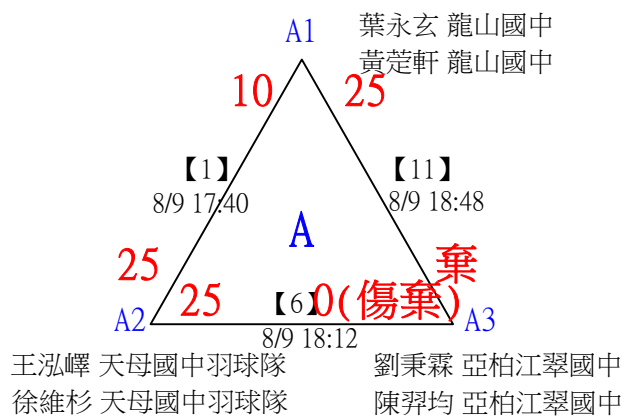 A1
葉永玄 龍山國中
黃萣軒 龍山國中
10
25
【1】
8/9 17:40
【11】
8/9 18:48
A
25
棄
25
【6】
0(傷棄)
A2
A3
8/9 18:12
王泓嶧 天母國中羽球隊
徐維杉 天母國中羽球隊
劉秉霖 亞柏江翠國中
陳羿均 亞柏江翠國中